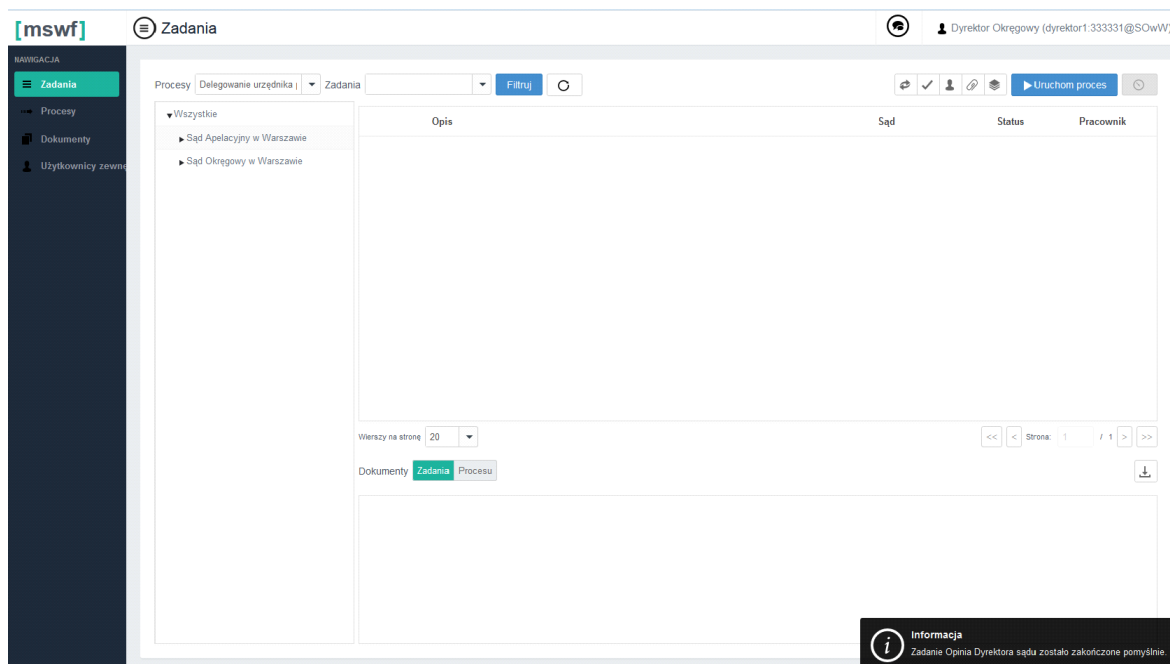 [mswf]
Zadania
Dyrektor Okręgowy (dyrektor1:333331@SOwW)
NAWIGACJA
Zadania
Procesy
Dokumenty
Użytkownicy zewnę
Procesy Delegowanie urzędnika Zadania Filtruj Uruchom proces
Wszystkie
Sąd Apelacyjny w Warszawie
Sąd Okręgowy w Warszawie
Opis Sąd Status Pracownik
Wierszy na stronę 20 << < Strona: 1 / 1 > >>
Dokumenty Zadania Procesu
Informacja
Zadanie Opinia Dyrektora sądu zostało zakończone pomyślnie.